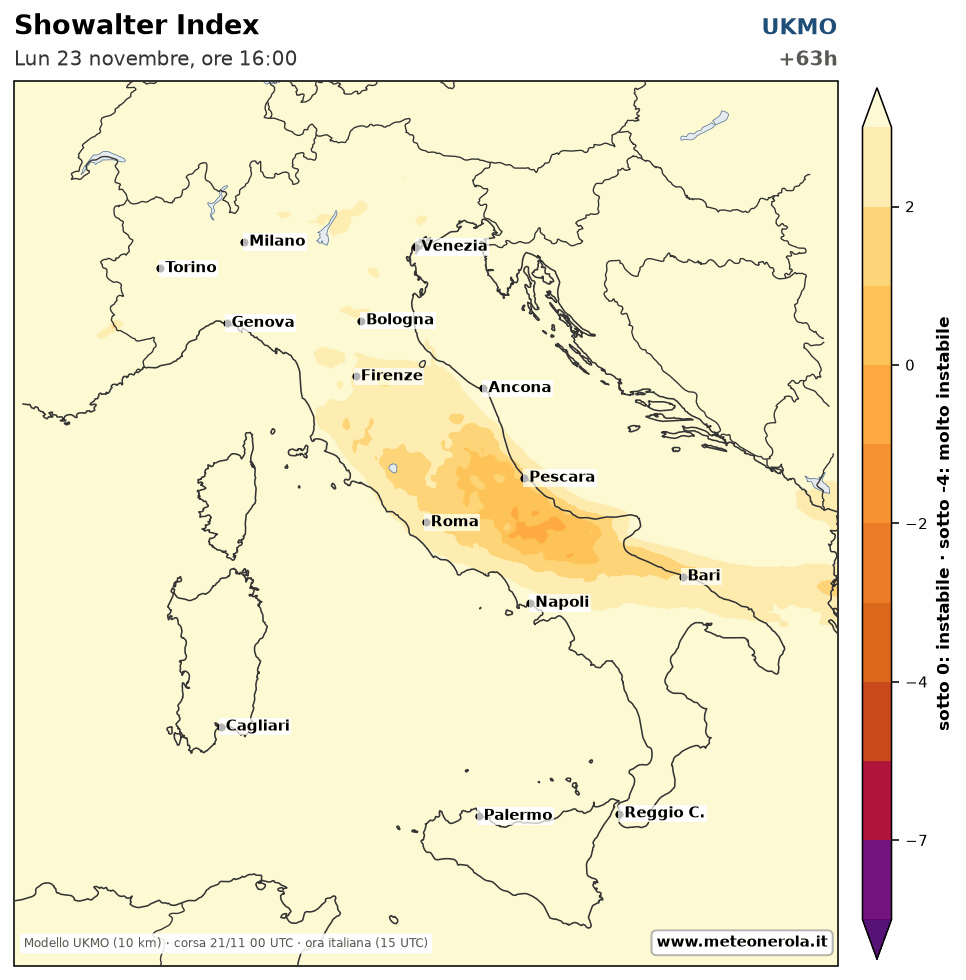 Showalter Index
UKMO
Lun 23 novembre, ore 16:00
+63h
Milano
Venezia
Torino
Genova
Bologna
Firenze
Ancona
Pescara
Roma
Bari
Napoli
Cagliari
Palermo
Reggio C.
2
0
−2
−4
−7
sotto 0: instabile · sotto -4: molto instabile
Modello UKMO (10 km) · corsa 21/11 00 UTC · ora italiana (15 UTC)
www.meteonerola.it